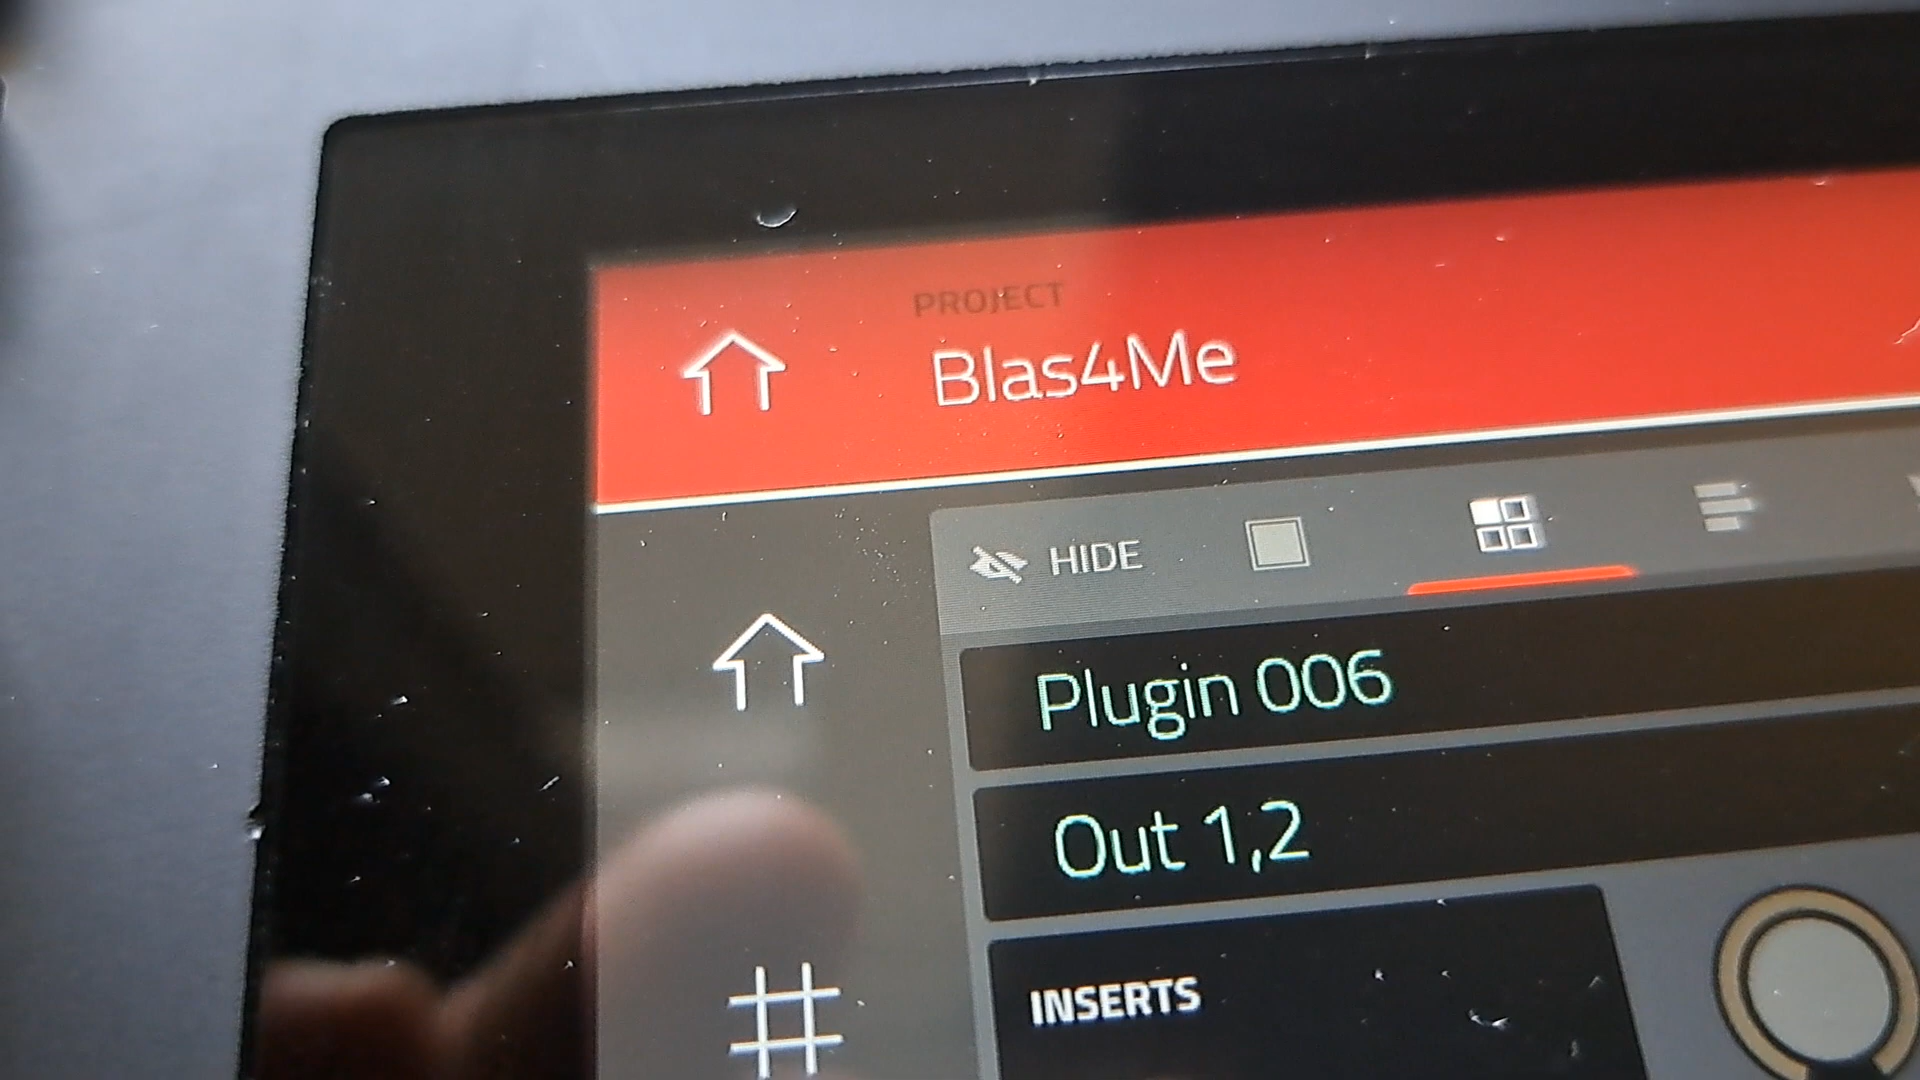 PROJECT
Blas4Me
HIDE
Plugin 006
Out 1,2
INSERTS